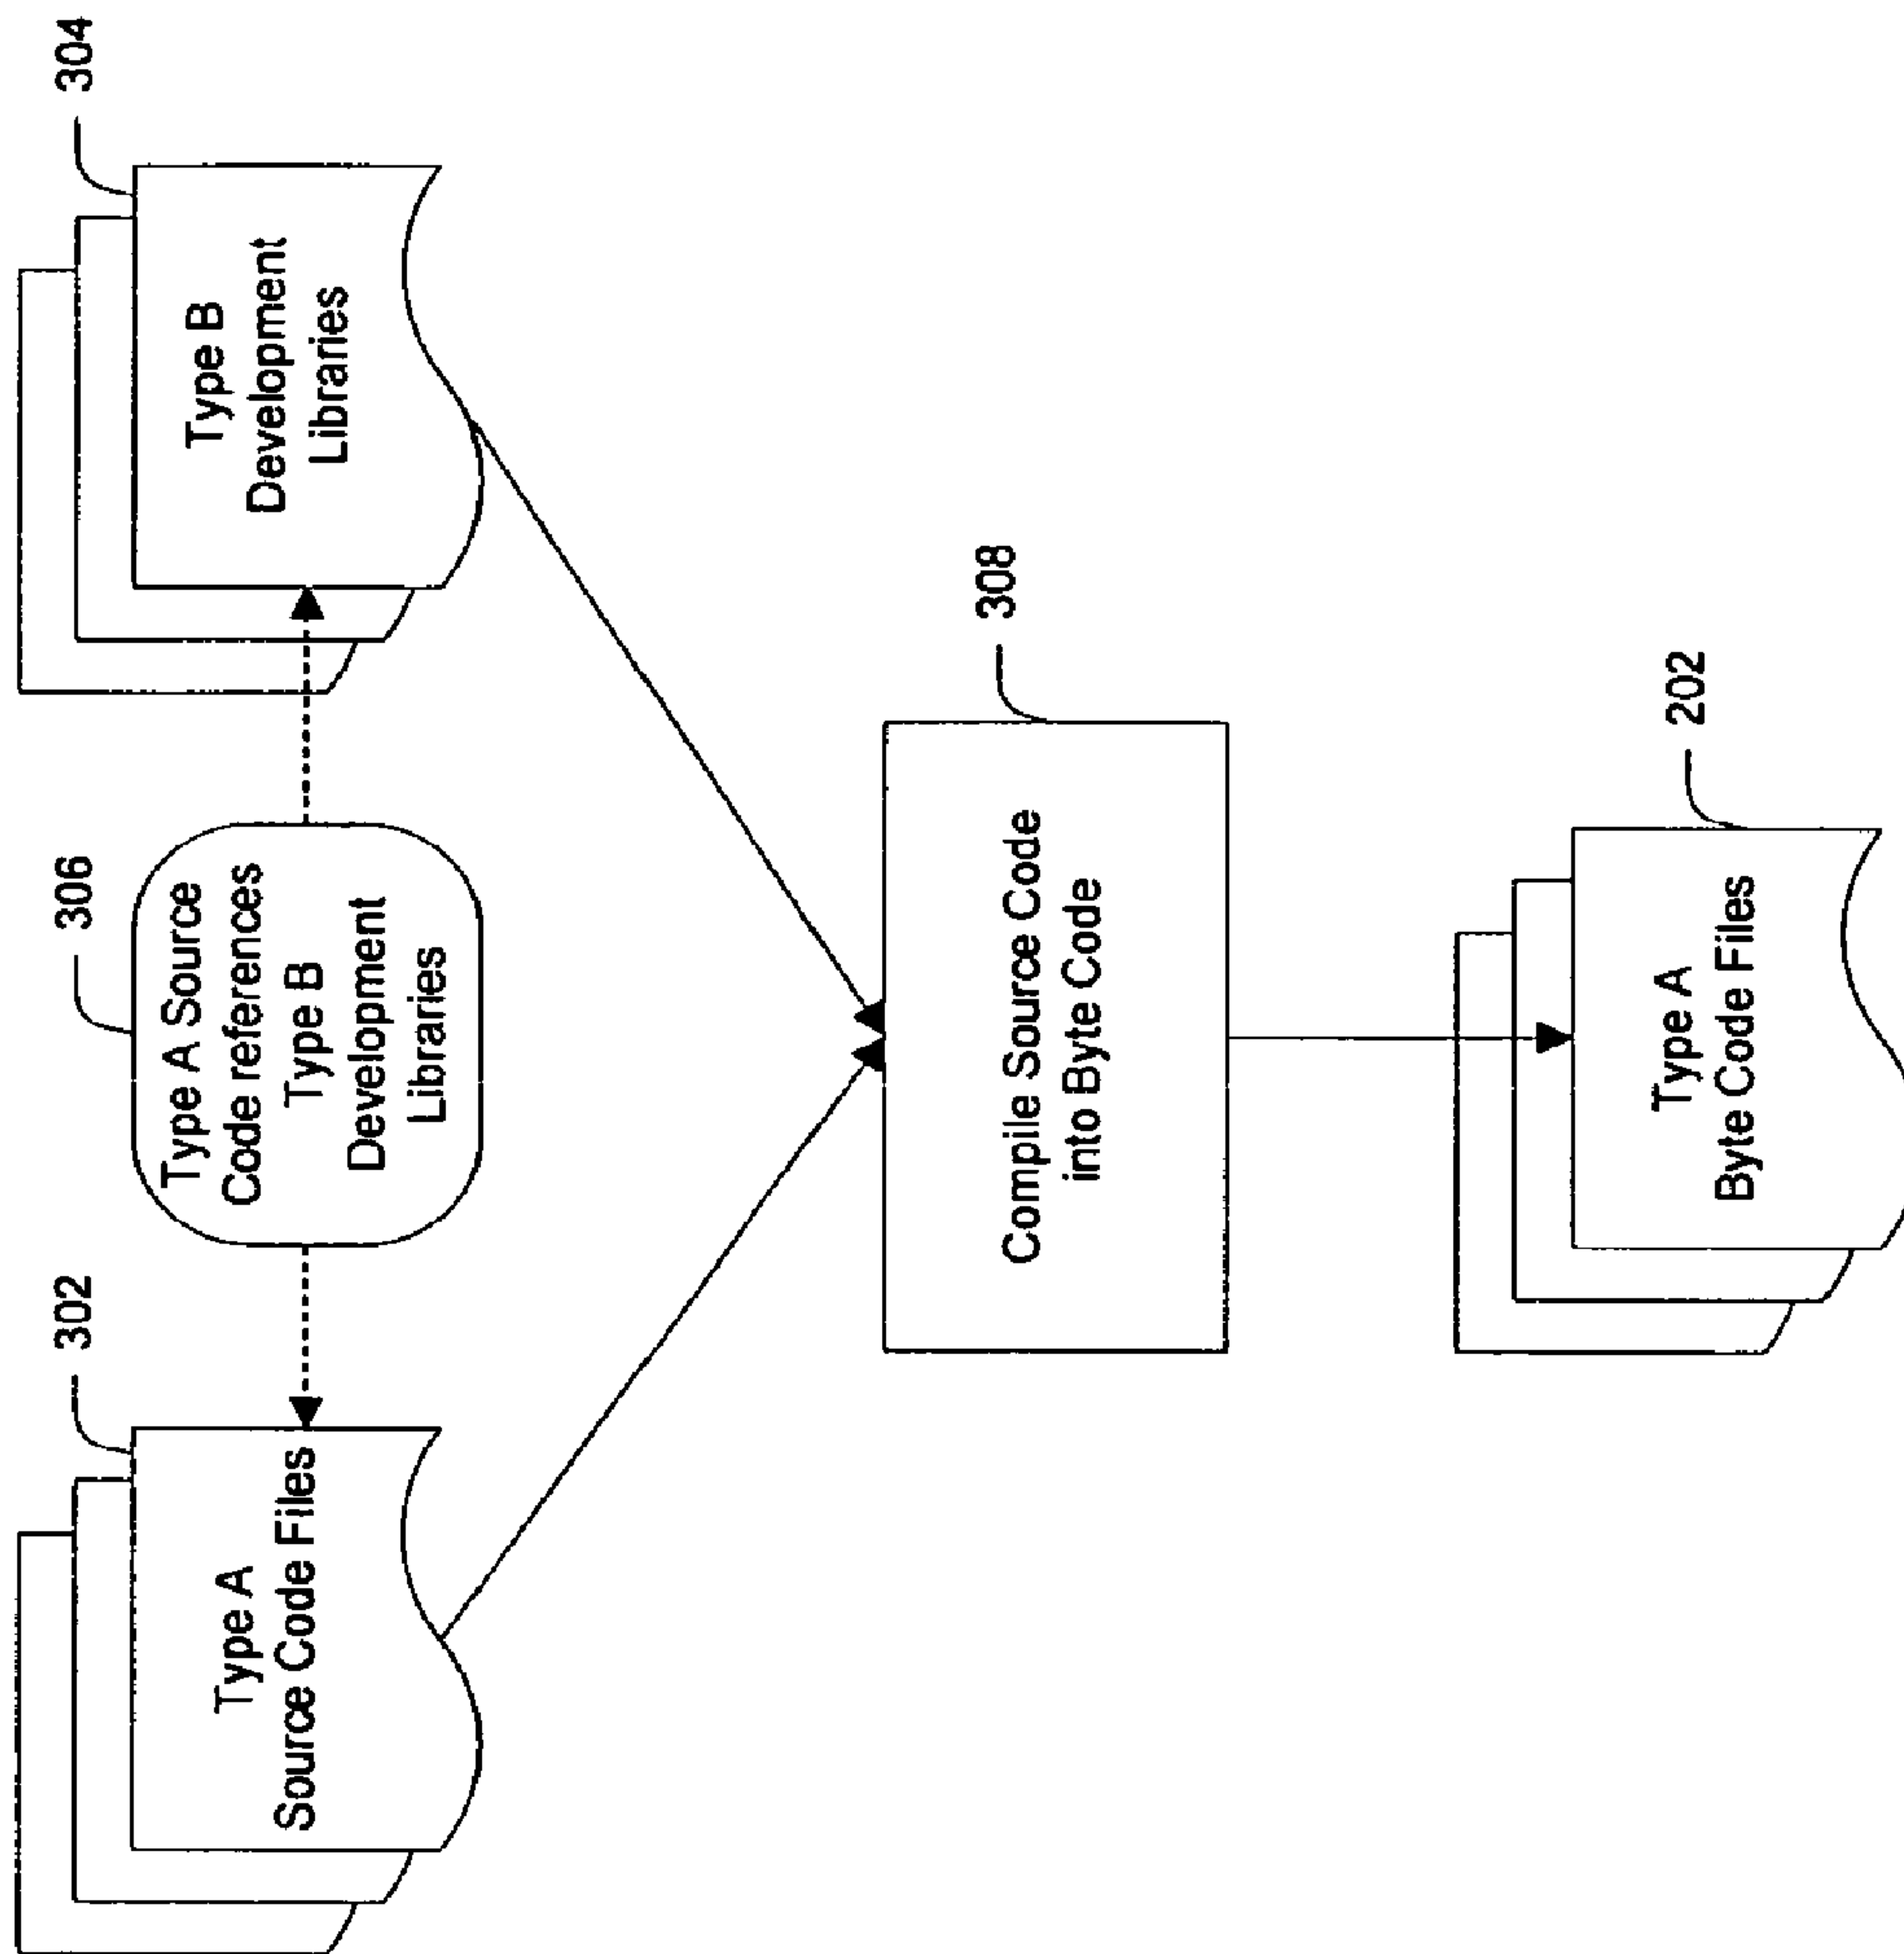 302
Type A
Source Code Files
306
Type A Source
Code references
Type B
Development
Libraries
304
Type B
Development
Libraries
308
Compile Source Code
into Byte Code
202
Type A
Byte Code Files